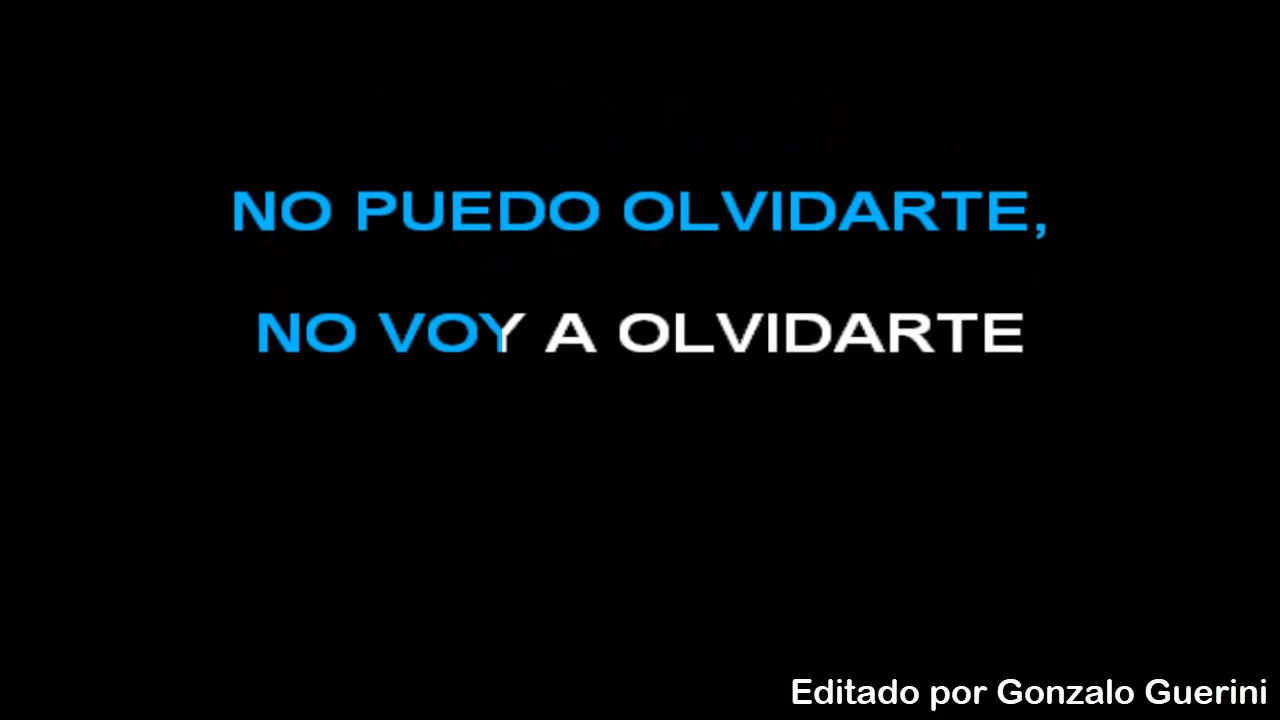 NO PUEDO OLVIDARTE,
NO VOY A OLVIDARTE
Editado por Gonzalo Guerini